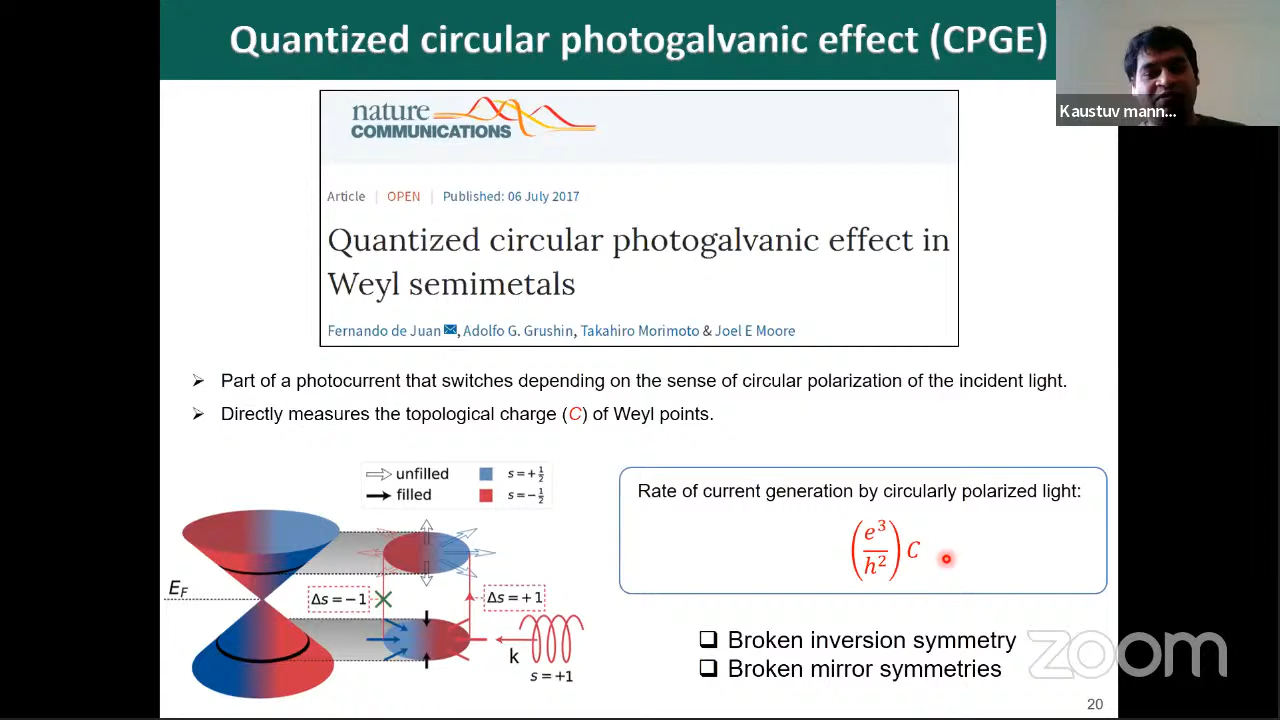 Quantized circular photogalvanic effect (CPGE)
Kaustuv mann...
nature
COMMUNICATIONS
Article | OPEN | Published: 06 July 2017
Quantized circular photogalvanic effect in
Weyl semimetals
Fernando de Juan, Adolfo G. Grushin, Takahiro Morimoto & Joel E Moore
➢ Part of a photocurrent that switches depending on the sense of circular polarization of the incident light.
➢ Directly measures the topological charge (C) of Weyl points.
unfilled s=+1/2
filled s=−1/2
E_F
Δs=−1
Δs=+1
k
s=+1
Rate of current generation by circularly polarized light:
(e³/h²) C
❑ Broken inversion symmetry
❑ Broken mirror symmetries
zoom
20